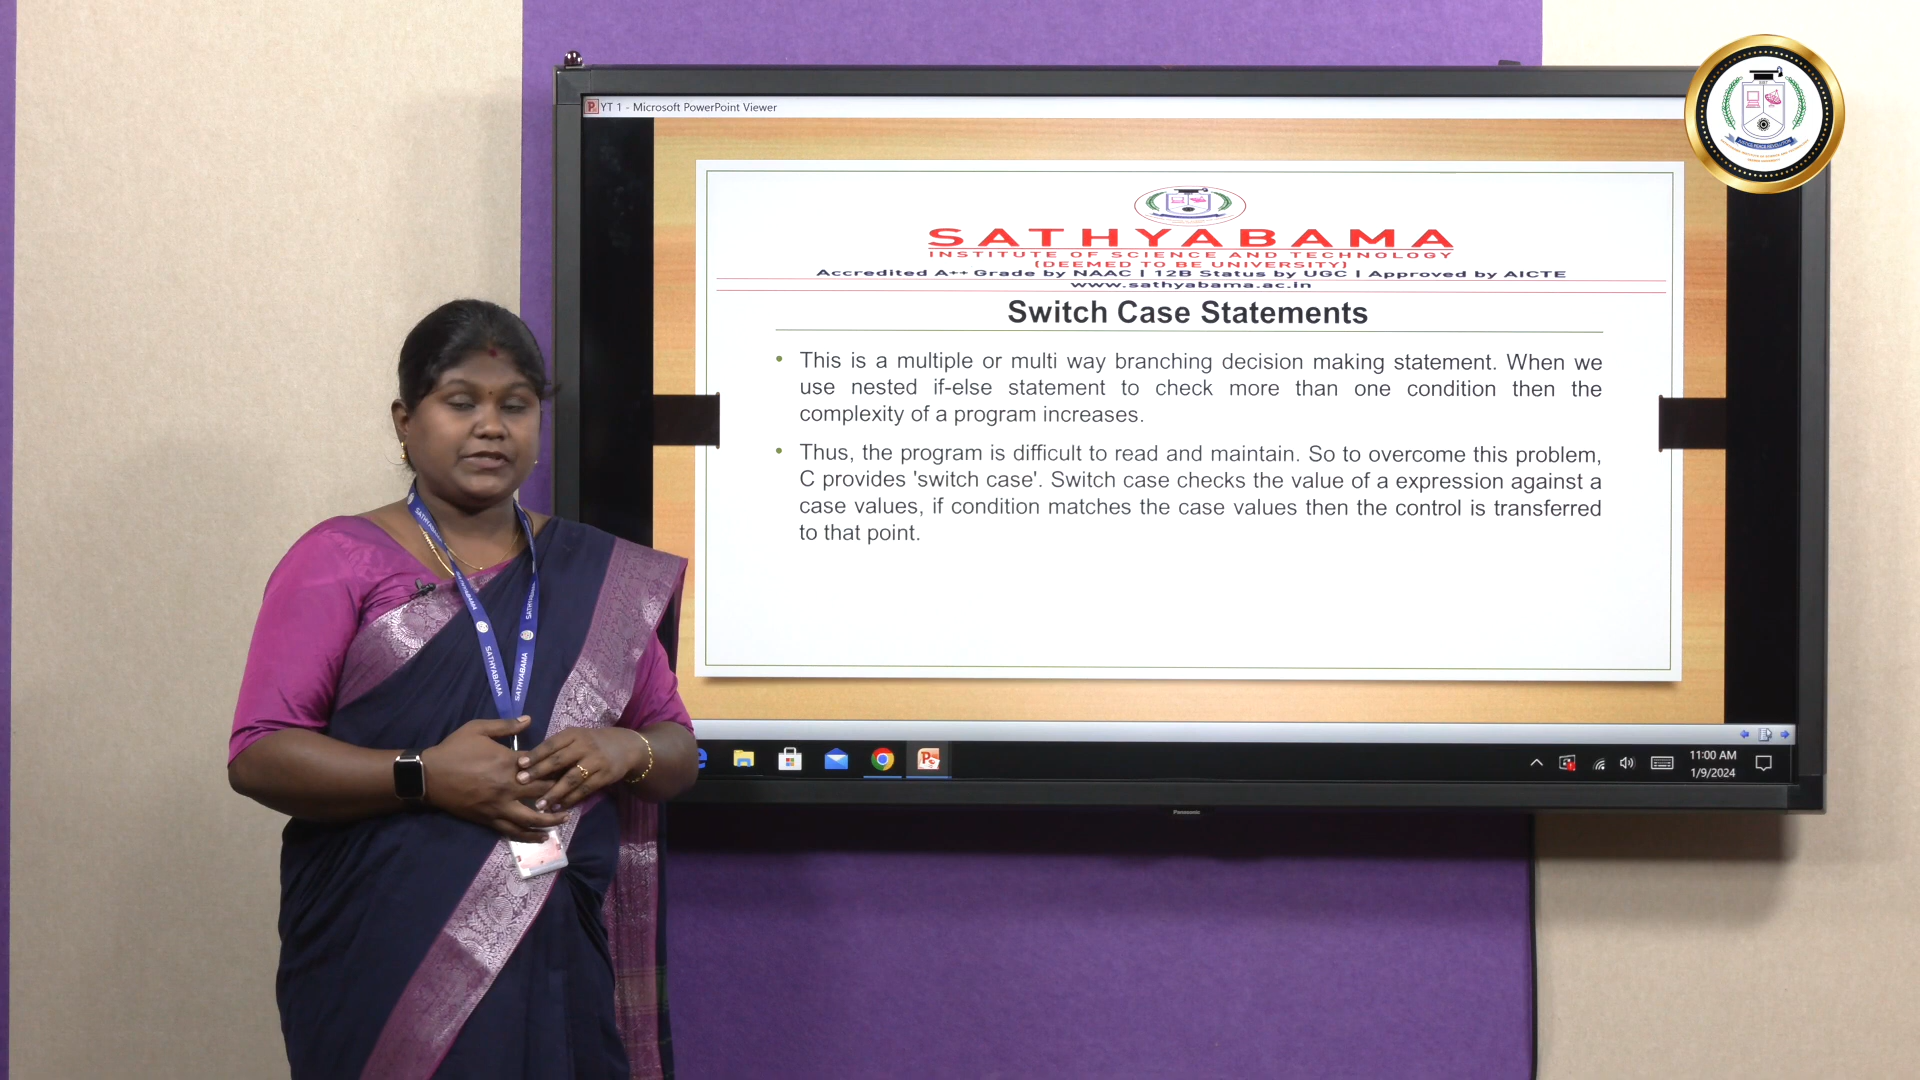 YT 1 - Microsoft PowerPoint Viewer
SATHYABAMA
INSTITUTE OF SCIENCE AND TECHNOLOGY
(DEEMED TO BE UNIVERSITY)
Accredited A++ Grade by NAAC | 12B Status by UGC | Approved by AICTE
www.sathyabama.ac.in
Switch Case Statements
• This is a multiple or multi way branching decision making statement. When we
use nested if-else statement to check more than one condition then the
complexity of a program increases.
• Thus, the program is difficult to read and maintain. So to overcome this problem,
C provides 'switch case'. Switch case checks the value of a expression against a
case values, if condition matches the case values then the control is transferred
to that point.
11:00 AM
1/9/2024
Panasonic
SATHYABAMA
SATHYABAMA